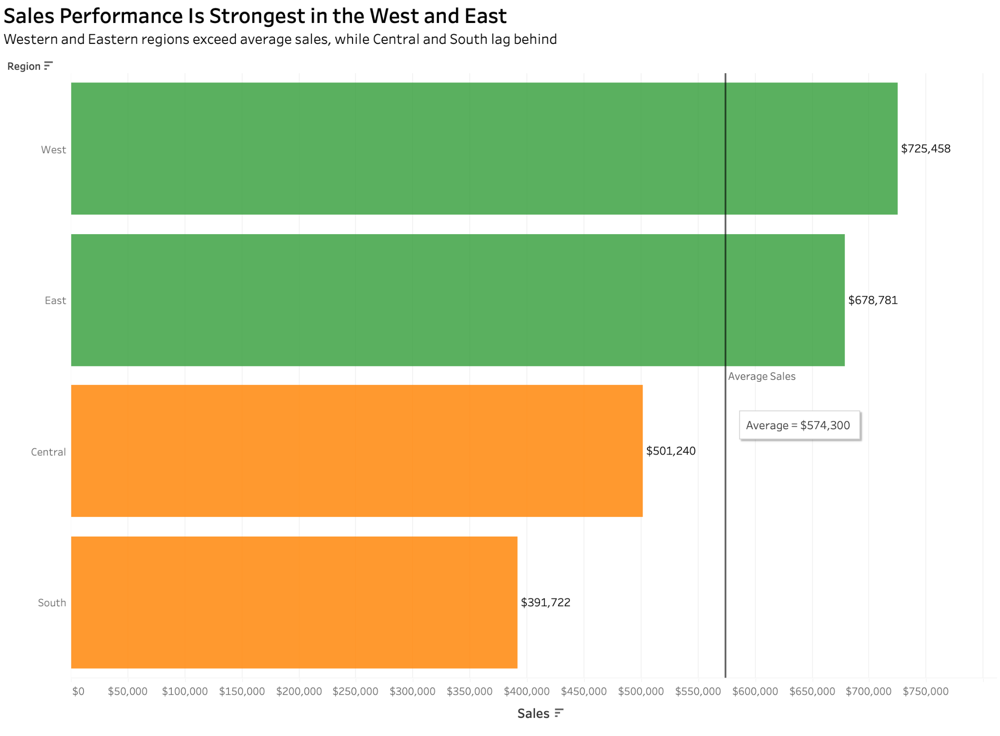 Sales Performance Is Strongest in the West and East
Western and Eastern regions exceed average sales, while Central and South lag behind
Region
West
$725,458
East
$678,781
Average Sales
Average = $574,300
Central
$501,240
South
$391,722
$0 $50,000 $100,000 $150,000 $200,000 $250,000 $300,000 $350,000 $400,000 $450,000 $500,000 $550,000 $600,000 $650,000 $700,000 $750,000
Sales